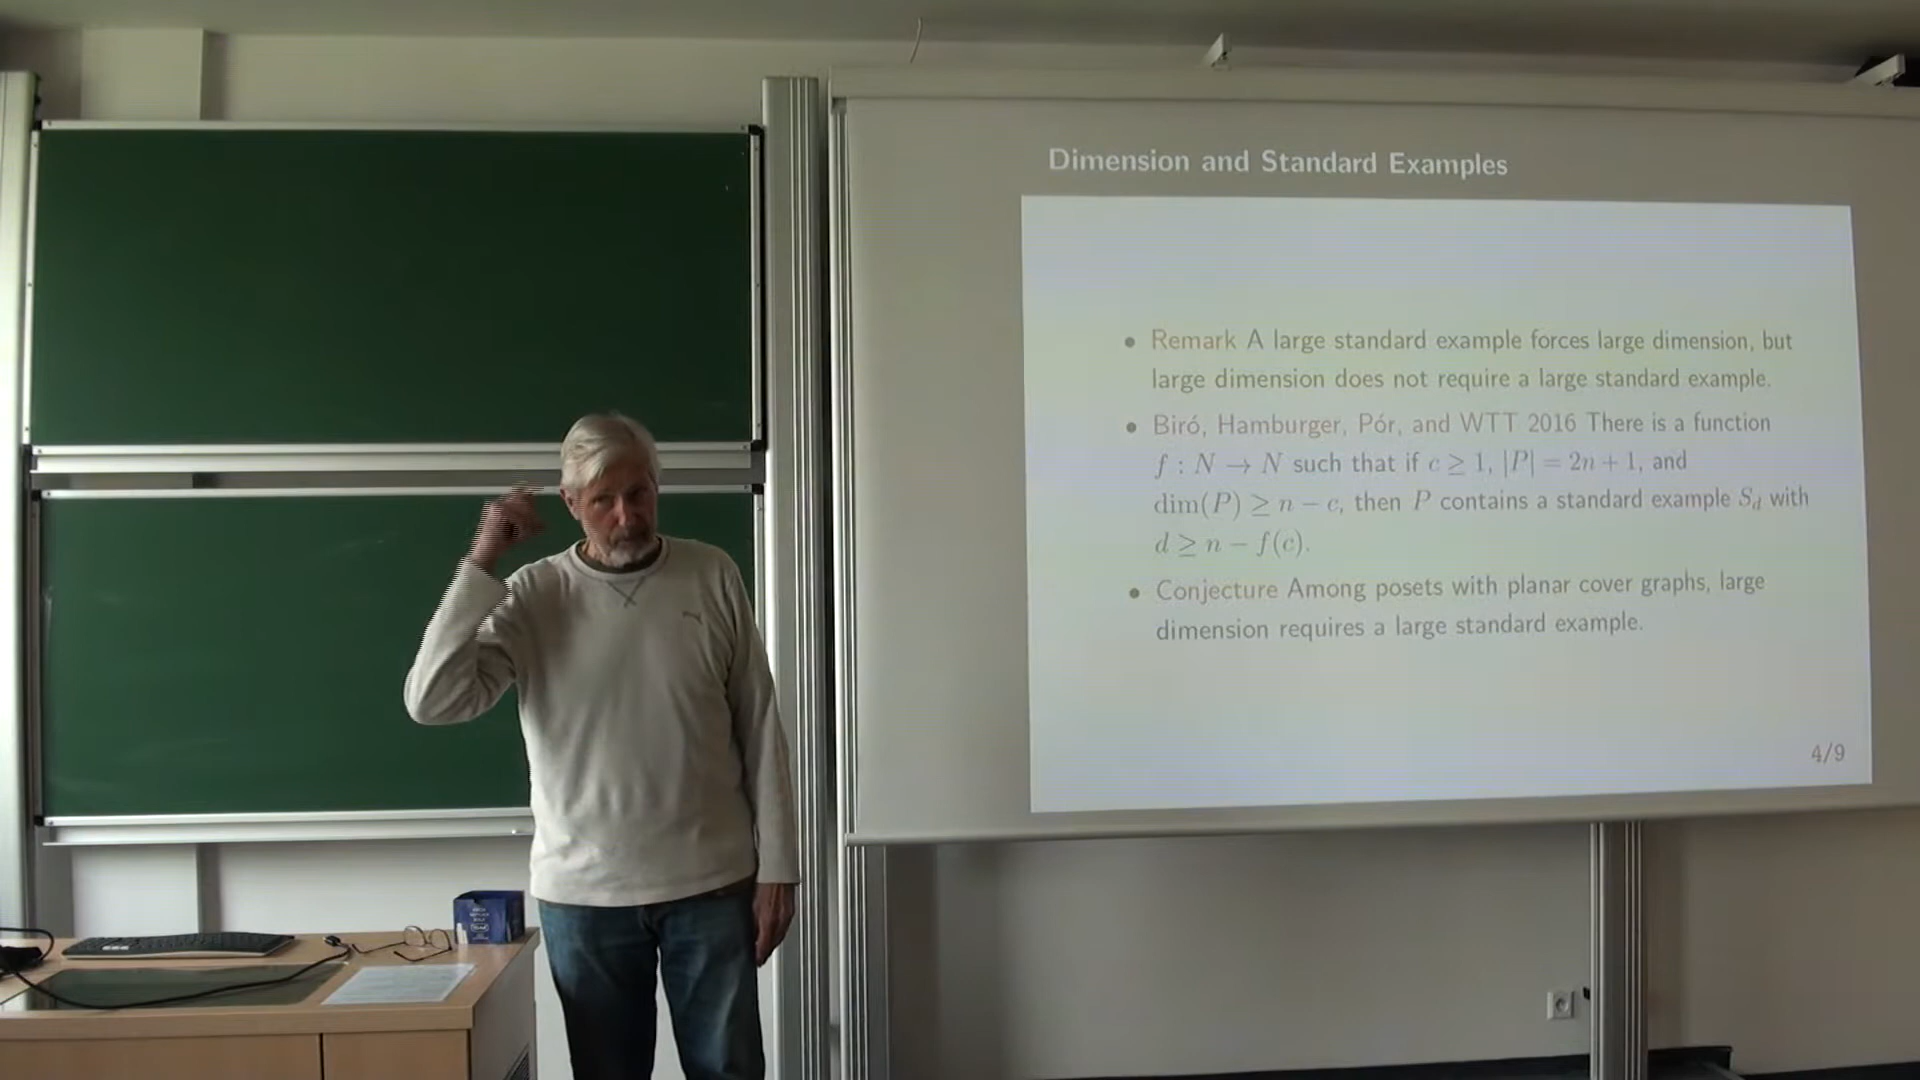 Dimension and Standard Examples
• Remark A large standard example forces large dimension, but
large dimension does not require a large standard example.
• Biró, Hamburger, Pór, and WTT 2016 There is a function
f : N → N such that if c ≥ 1, |P| = 2n + 1, and
dim(P) ≥ n − c, then P contains a standard example S_d with
d ≥ n − f(c).
• Conjecture Among posets with planar cover graphs, large
dimension requires a large standard example.
4/9